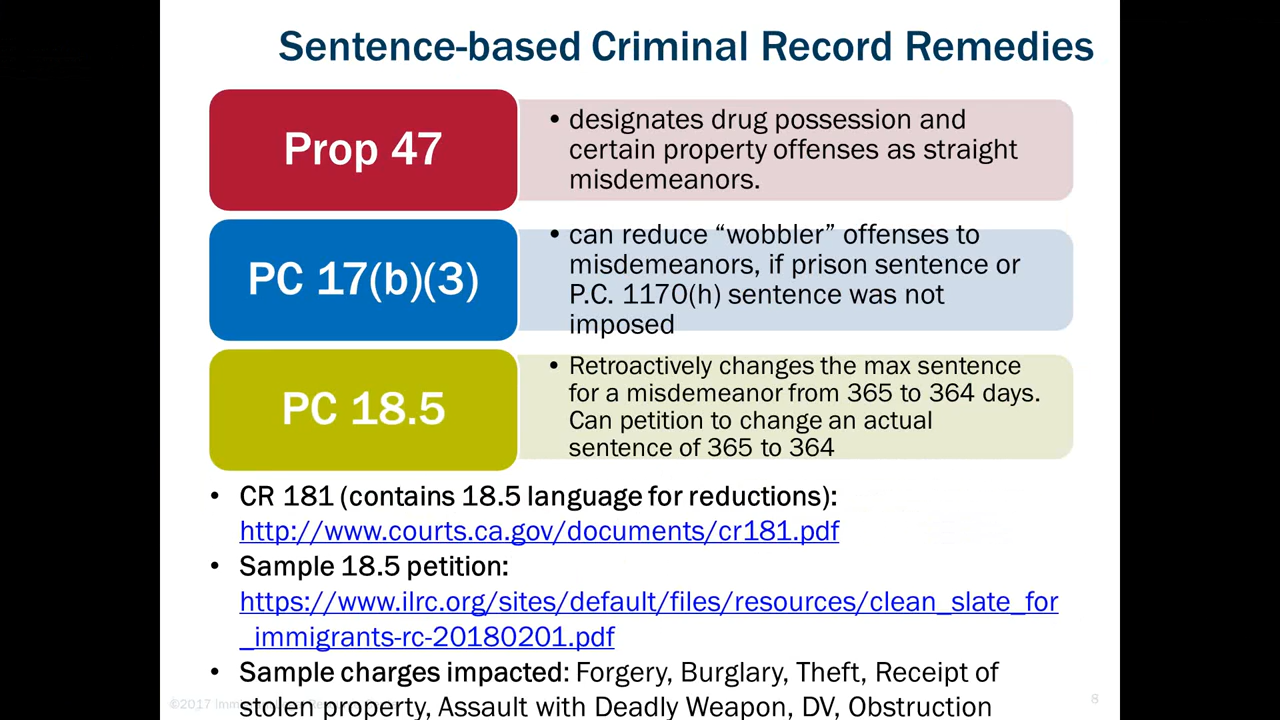 Sentence-based Criminal Record Remedies
Prop 47
• designates drug possession and
certain property offenses as straight
misdemeanors.
PC 17(b)(3)
• can reduce “wobbler” offenses to
misdemeanors, if prison sentence or
P.C. 1170(h) sentence was not
imposed
PC 18.5
• Retroactively changes the max sentence
for a misdemeanor from 365 to 364 days.
Can petition to change an actual
sentence of 365 to 364
• CR 181 (contains 18.5 language for reductions):
http://www.courts.ca.gov/documents/cr181.pdf
• Sample 18.5 petition:
https://www.ilrc.org/sites/default/files/resources/clean_slate_for
_immigrants-rc-20180201.pdf
• Sample charges impacted: Forgery, Burglary, Theft, Receipt of
stolen property, Assault with Deadly Weapon, DV, Obstruction
©2017
8